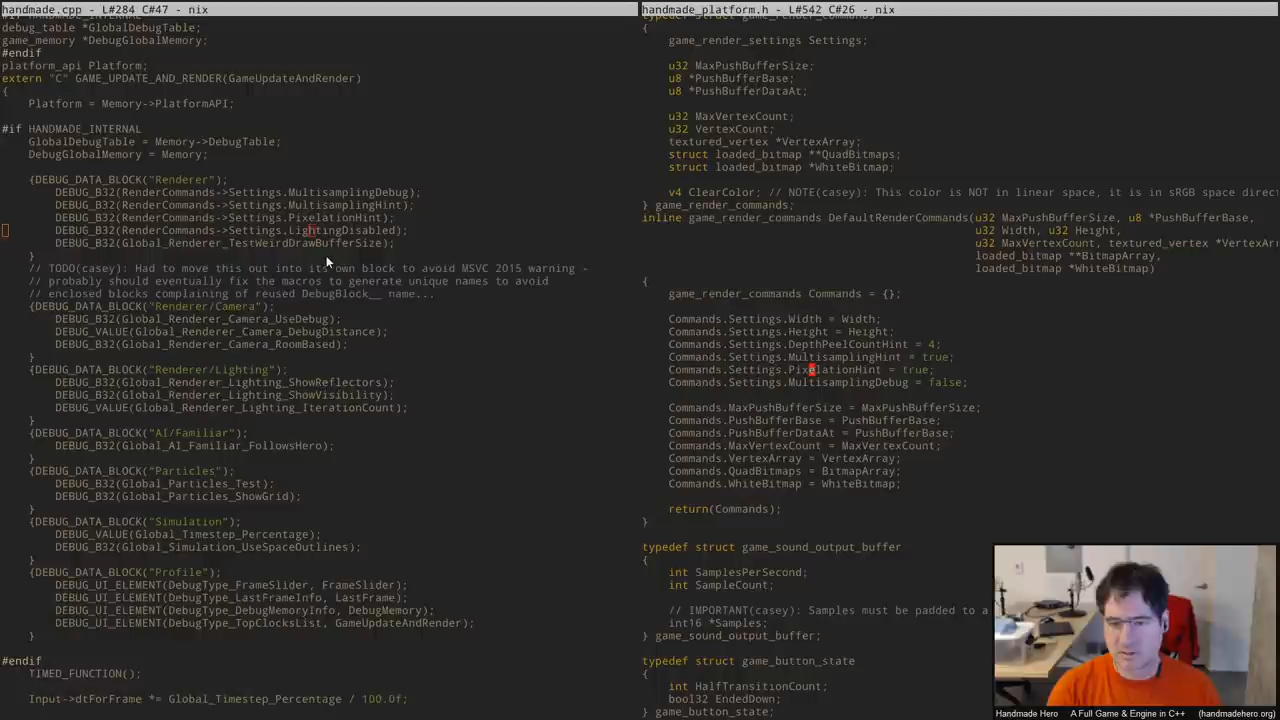 handmade.cpp - L#284 C#47 - nix
#if HANDMADE_INTERNAL
debug_table *GlobalDebugTable;
game_memory *DebugGlobalMemory;
#endif
platform_api Platform;
extern "C" GAME_UPDATE_AND_RENDER(GameUpdateAndRender)
{
Platform = Memory->PlatformAPI;
#if HANDMADE_INTERNAL
GlobalDebugTable = Memory->DebugTable;
DebugGlobalMemory = Memory;
{DEBUG_DATA_BLOCK("Renderer");
DEBUG_B32(RenderCommands->Settings.MultisamplingDebug);
DEBUG_B32(RenderCommands->Settings.MultisamplingHint);
DEBUG_B32(RenderCommands->Settings.PixelationHint);
DEBUG_B32(RenderCommands->Settings.LightingDisabled);
DEBUG_B32(Global_Renderer_TestWeirdDrawBufferSize);
}
// TODO(casey): Had to move this out into its own block to avoid MSVC 2015 warning -
// probably should eventually fix the macros to generate unique names to avoid
// enclosed blocks complaining of reused DebugBlock__ name...
{DEBUG_DATA_BLOCK("Renderer/Camera");
DEBUG_B32(Global_Renderer_Camera_UseDebug);
DEBUG_VALUE(Global_Renderer_Camera_DebugDistance);
DEBUG_B32(Global_Renderer_Camera_RoomBased);
}
{DEBUG_DATA_BLOCK("Renderer/Lighting");
DEBUG_B32(Global_Renderer_Lighting_ShowReflectors);
DEBUG_B32(Global_Renderer_Lighting_ShowVisibility);
DEBUG_B32(Global_Renderer_Lighting_IterationCount);
}
{DEBUG_DATA_BLOCK("AI/Familiar");
DEBUG_B32(Global_AI_Familiar_FollowsHero);
}
{DEBUG_DATA_BLOCK("Particles");
DEBUG_B32(Global_Particles_Test);
DEBUG_B32(Global_Particles_ShowGrid);
}
{DEBUG_DATA_BLOCK("Simulation");
DEBUG_VALUE(Global_Timestep_Percentage);
DEBUG_B32(Global_Simulation_UseSpaceOutlines);
}
{DEBUG_DATA_BLOCK("Profile");
DEBUG_UI_ELEMENT(DebugType_FrameSlider, FrameSlider);
DEBUG_UI_ELEMENT(DebugType_LastFrameInfo, LastFrame);
DEBUG_UI_ELEMENT(DebugType_DebugMemoryInfo, DebugMemory);
DEBUG_UI_ELEMENT(DebugType_TopClocksList, GameUpdateAndRender);
}
#endif
TIMED_FUNCTION();
Input->dtForFrame *= Global_Timestep_Percentage / 100.0f;
handmade_platform.h - L#542 C#26 - nix
typedef struct game_render_commands
{
game_render_settings Settings;
u32 MaxPushBufferSize;
u8 *PushBufferBase;
u8 *PushBufferDataAt;
u32 MaxVertexCount;
u32 VertexCount;
textured_vertex *VertexArray;
struct loaded_bitmap **QuadBitmaps;
struct loaded_bitmap *WhiteBitmap;
v4 ClearColor; // NOTE(casey): This color is NOT in linear space, it is in sRGB space direct
} game_render_commands;
inline game_render_commands DefaultRenderCommands(u32 MaxPushBufferSize, u8 *PushBufferBase,
u32 Width, u32 Height,
u32 MaxVertexCount, textured_vertex *VertexArr
loaded_bitmap **BitmapArray,
loaded_bitmap *WhiteBitmap)
{
game_render_commands Commands = {};
Commands.Settings.Width = Width;
Commands.Settings.Height = Height;
Commands.Settings.DepthPeelCountHint = 4;
Commands.Settings.MultisamplingHint = true;
Commands.Settings.PixelationHint = true;
Commands.Settings.MultisamplingDebug = false;
Commands.MaxPushBufferSize = MaxPushBufferSize;
Commands.PushBufferBase = PushBufferBase;
Commands.PushBufferDataAt = PushBufferBase;
Commands.MaxVertexCount = MaxVertexCount;
Commands.VertexArray = VertexArray;
Commands.QuadBitmaps = BitmapArray;
Commands.WhiteBitmap = WhiteBitmap;
return(Commands);
}
typedef struct game_sound_output_buffer
{
int SamplesPerSecond;
int SampleCount;
// IMPORTANT(casey): Samples must be padded to a
int16 *Samples;
} game_sound_output_buffer;
typedef struct game_button_state
{
int HalfTransitionCount;
bool32 EndedDown;
} game_button_state;
Handmade Hero A Full Game & Engine in C++ (handmadehero.org)